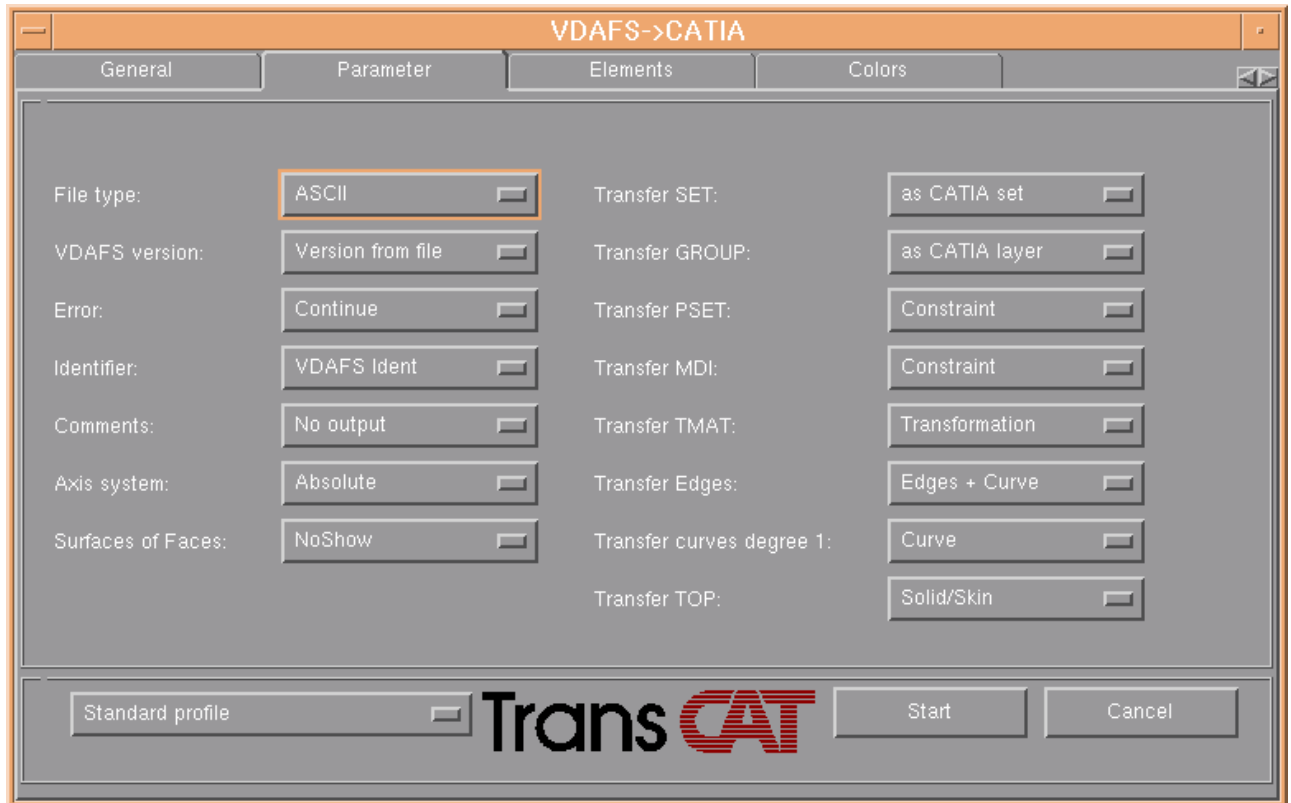 VDAFS->CATIA
General Parameter Elements Colors
File type: ASCII Transfer SET: as CATIA set
VDAFS version: Version from file Transfer GROUP: as CATIA layer
Error: Continue Transfer PSET: Constraint
Identifier: VDAFS Ident Transfer MDI: Constraint
Comments: No output Transfer TMAT: Transformation
Axis system: Absolute Transfer Edges: Edges + Curve
Surfaces of Faces: NoShow Transfer curves degree 1: Curve
Transfer TOP: Solid/Skin
Standard profile TransCAT Start Cancel